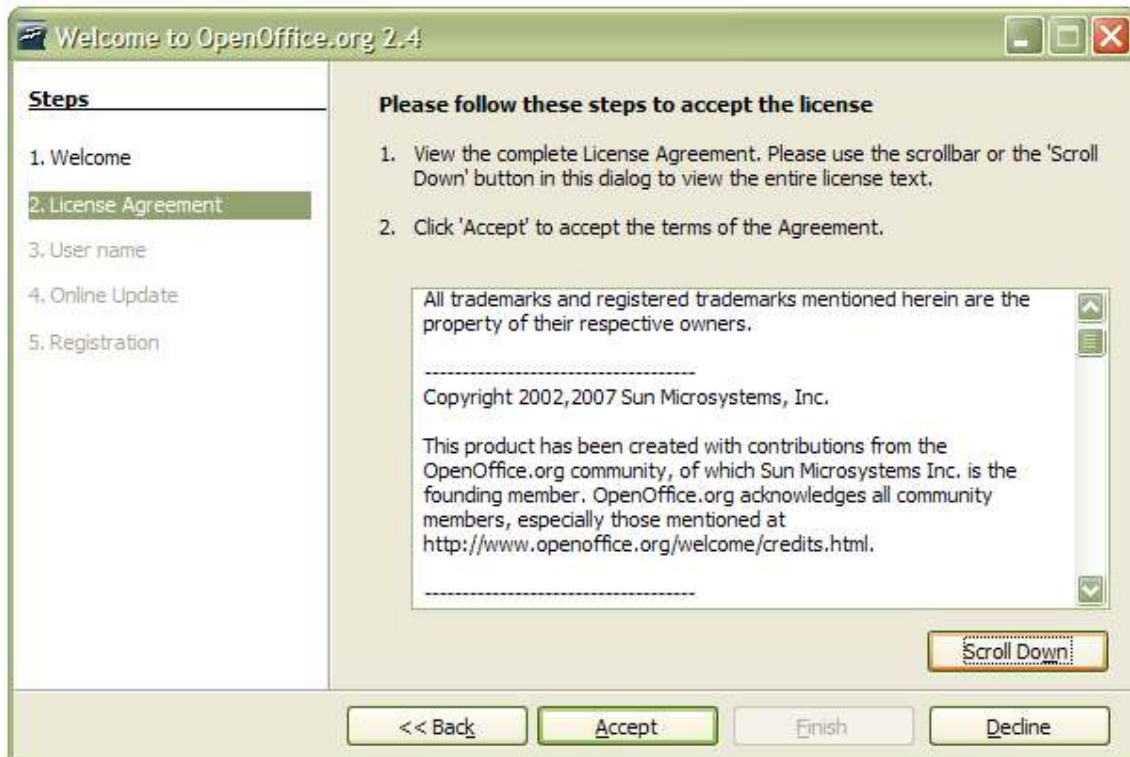 Welcome to OpenOffice.org 2.4
Steps
1. Welcome
2. License Agreement
3. User name
4. Online Update
5. Registration
Please follow these steps to accept the license
1. View the complete License Agreement. Please use the scrollbar or the 'Scroll
Down' button in this dialog to view the entire license text.
2. Click 'Accept' to accept the terms of the Agreement.
All trademarks and registered trademarks mentioned herein are the
property of their respective owners.
------------------------------------
Copyright 2002,2007 Sun Microsystems, Inc.
This product has been created with contributions from the
OpenOffice.org community, of which Sun Microsystems Inc. is the
founding member. OpenOffice.org acknowledges all community
members, especially those mentioned at
http://www.openoffice.org/welcome/credits.html.
------------------------------------
Scroll Down
<< Back
Accept
Finish
Decline